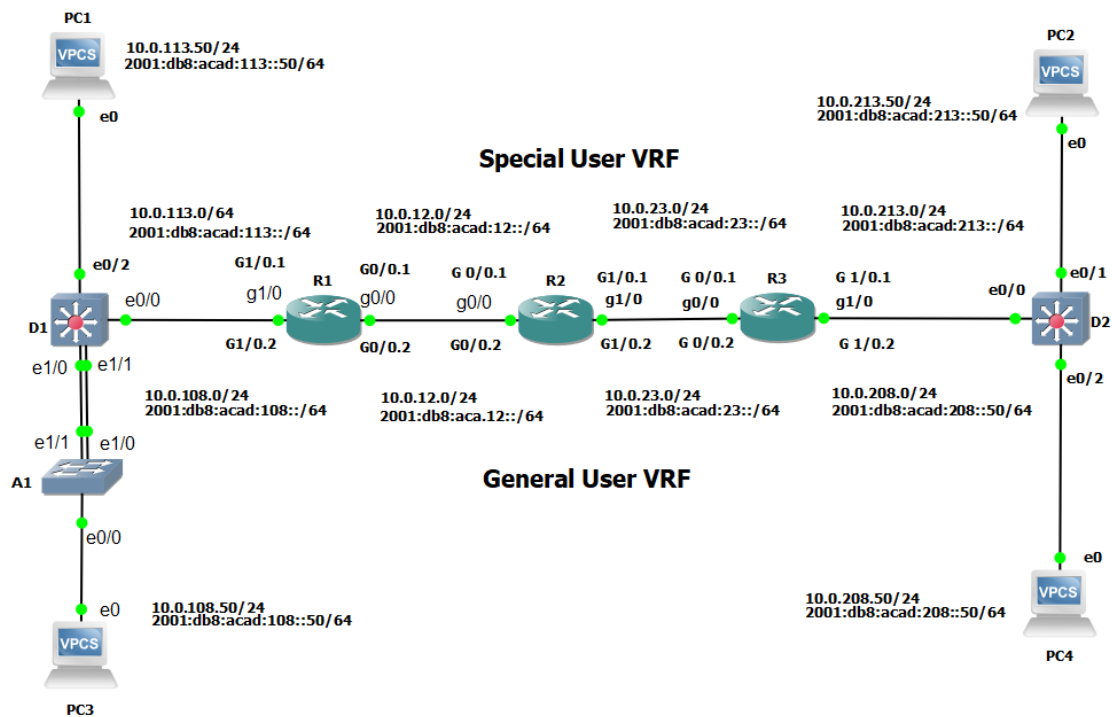 PC1
VPCS
10.0.113.50/24
2001:db8:acad:113::50/64
e0
PC2
VPCS
10.0.213.50/24
2001:db8:acad:213::50/64
e0
Special User VRF
10.0.113.0/64
2001:db8:acad:113::/64
10.0.12.0/24
2001:db8:acad:12::/64
10.0.23.0/24
2001:db8:acad:23::/64
10.0.213.0/24
2001:db8:acad:213::/64
e0/2
G1/0.1
R1
G0/0.1
G 0/0.1
R2
G1/0.1
G 0/0.1
R3
G 1/0.1
e0/1
e0/0
g1/0
g0/0
g0/0
g1/0
g0/0
g1/0
e0/0
D1
D2
G1/0.2
G0/0.2
G0/0.2
G1/0.2
G 0/0.2
G 1/0.2
e1/0
e1/1
e0/2
10.0.108.0/24
2001:db8:acad:108::/64
10.0.12.0/24
2001:db8:aca.12::/64
10.0.23.0/24
2001:db8:acad:23::/64
10.0.208.0/24
2001:db8:acad:208::50/64
e1/1
e1/0
A1
General User VRF
e0/0
e0
10.0.108.50/24
2001:db8:acad:108::50/64
VPCS
PC3
e0
10.0.208.50/24
2001:db8:acad:208::50/64
VPCS
PC4